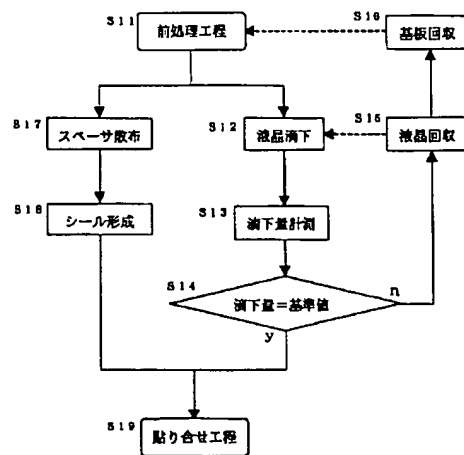 S11
前処理工程
S16
基板回収
S17
スペーサ散布
S12
液晶滴下
S15
液晶回収
S18
シール形成
S13
滴下量計測
S14
滴下量＝基準値
n
y
S19
貼り合せ工程